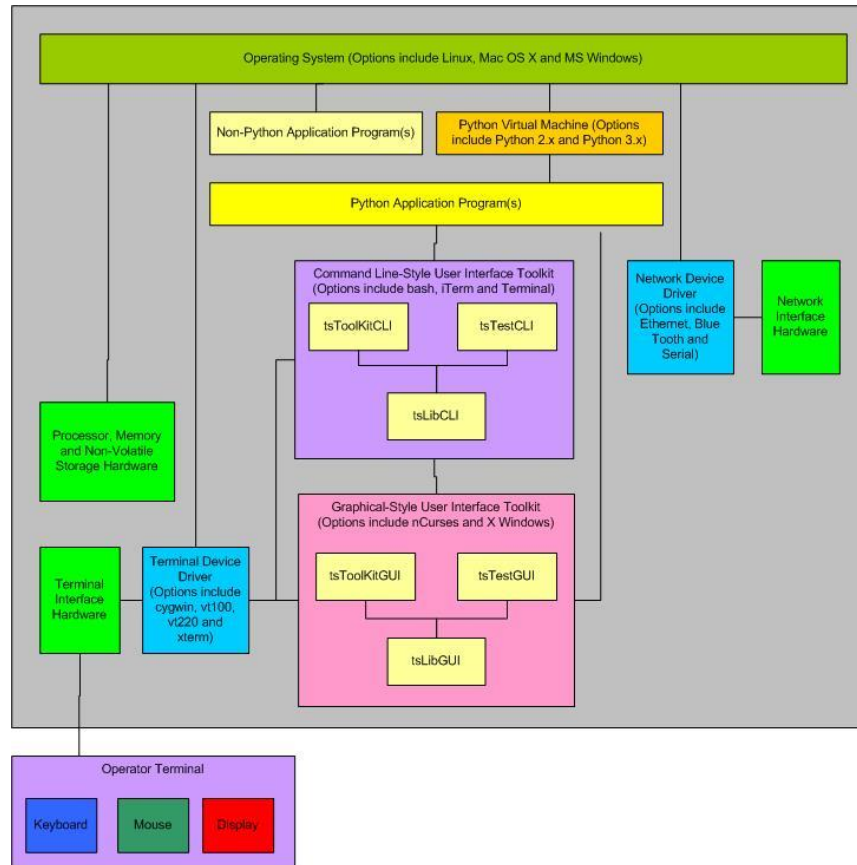 Operating System (Options include Linux, Mac OS X and MS Windows)
Non-Python Application Program(s)
Python Virtual Machine (Options
include Python 2.x and Python 3.x)
Python Application Program(s)
Command Line-Style User Interface Toolkit
(Options include bash, iTerm and Terminal)
tsToolKitCLI
tsTestCLI
tsLibCLI
Network Device
Driver
(Options include
Ethernet, Blue
Tooth and
Serial)
Network
Interface
Hardware
Processor, Memory
and Non-Volatile
Storage Hardware
Graphical-Style User Interface Toolkit
(Options include nCurses and X Windows)
tsToolKitGUI
tsTestGUI
tsLibGUI
Terminal
Interface
Hardware
Terminal Device
Driver
(Options include
cygwin, vt100,
vt220 and
xterm)
Operator Terminal
Keyboard
Mouse
Display